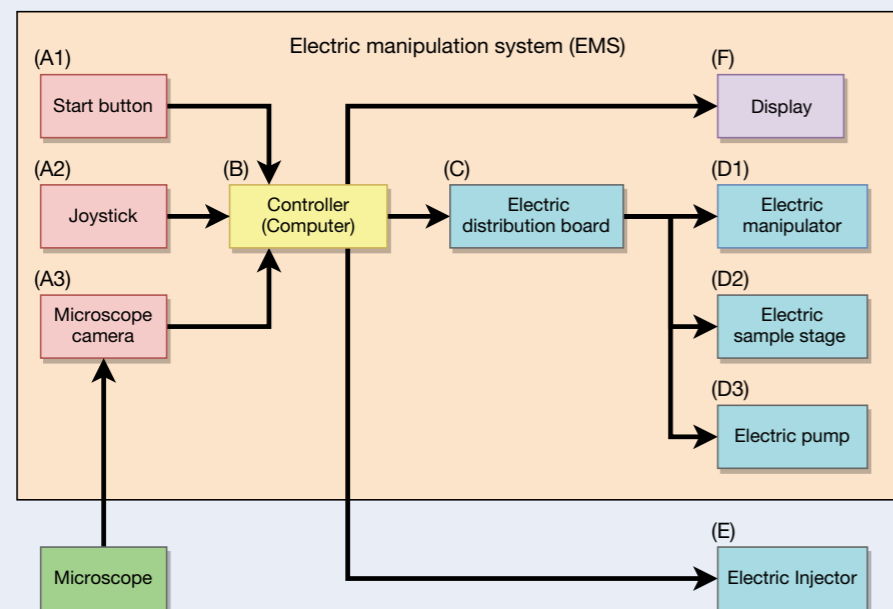 Electric manipulation system (EMS)
(A1)
Start button
(F)
Display
(A2)
Joystick
(B)
Controller
(Computer)
(C)
Electric
distribution board
(D1)
Electric
manipulator
(A3)
Microscope
camera
(D2)
Electric
sample stage
(D3)
Electric pump
Microscope
(E)
Electric Injector